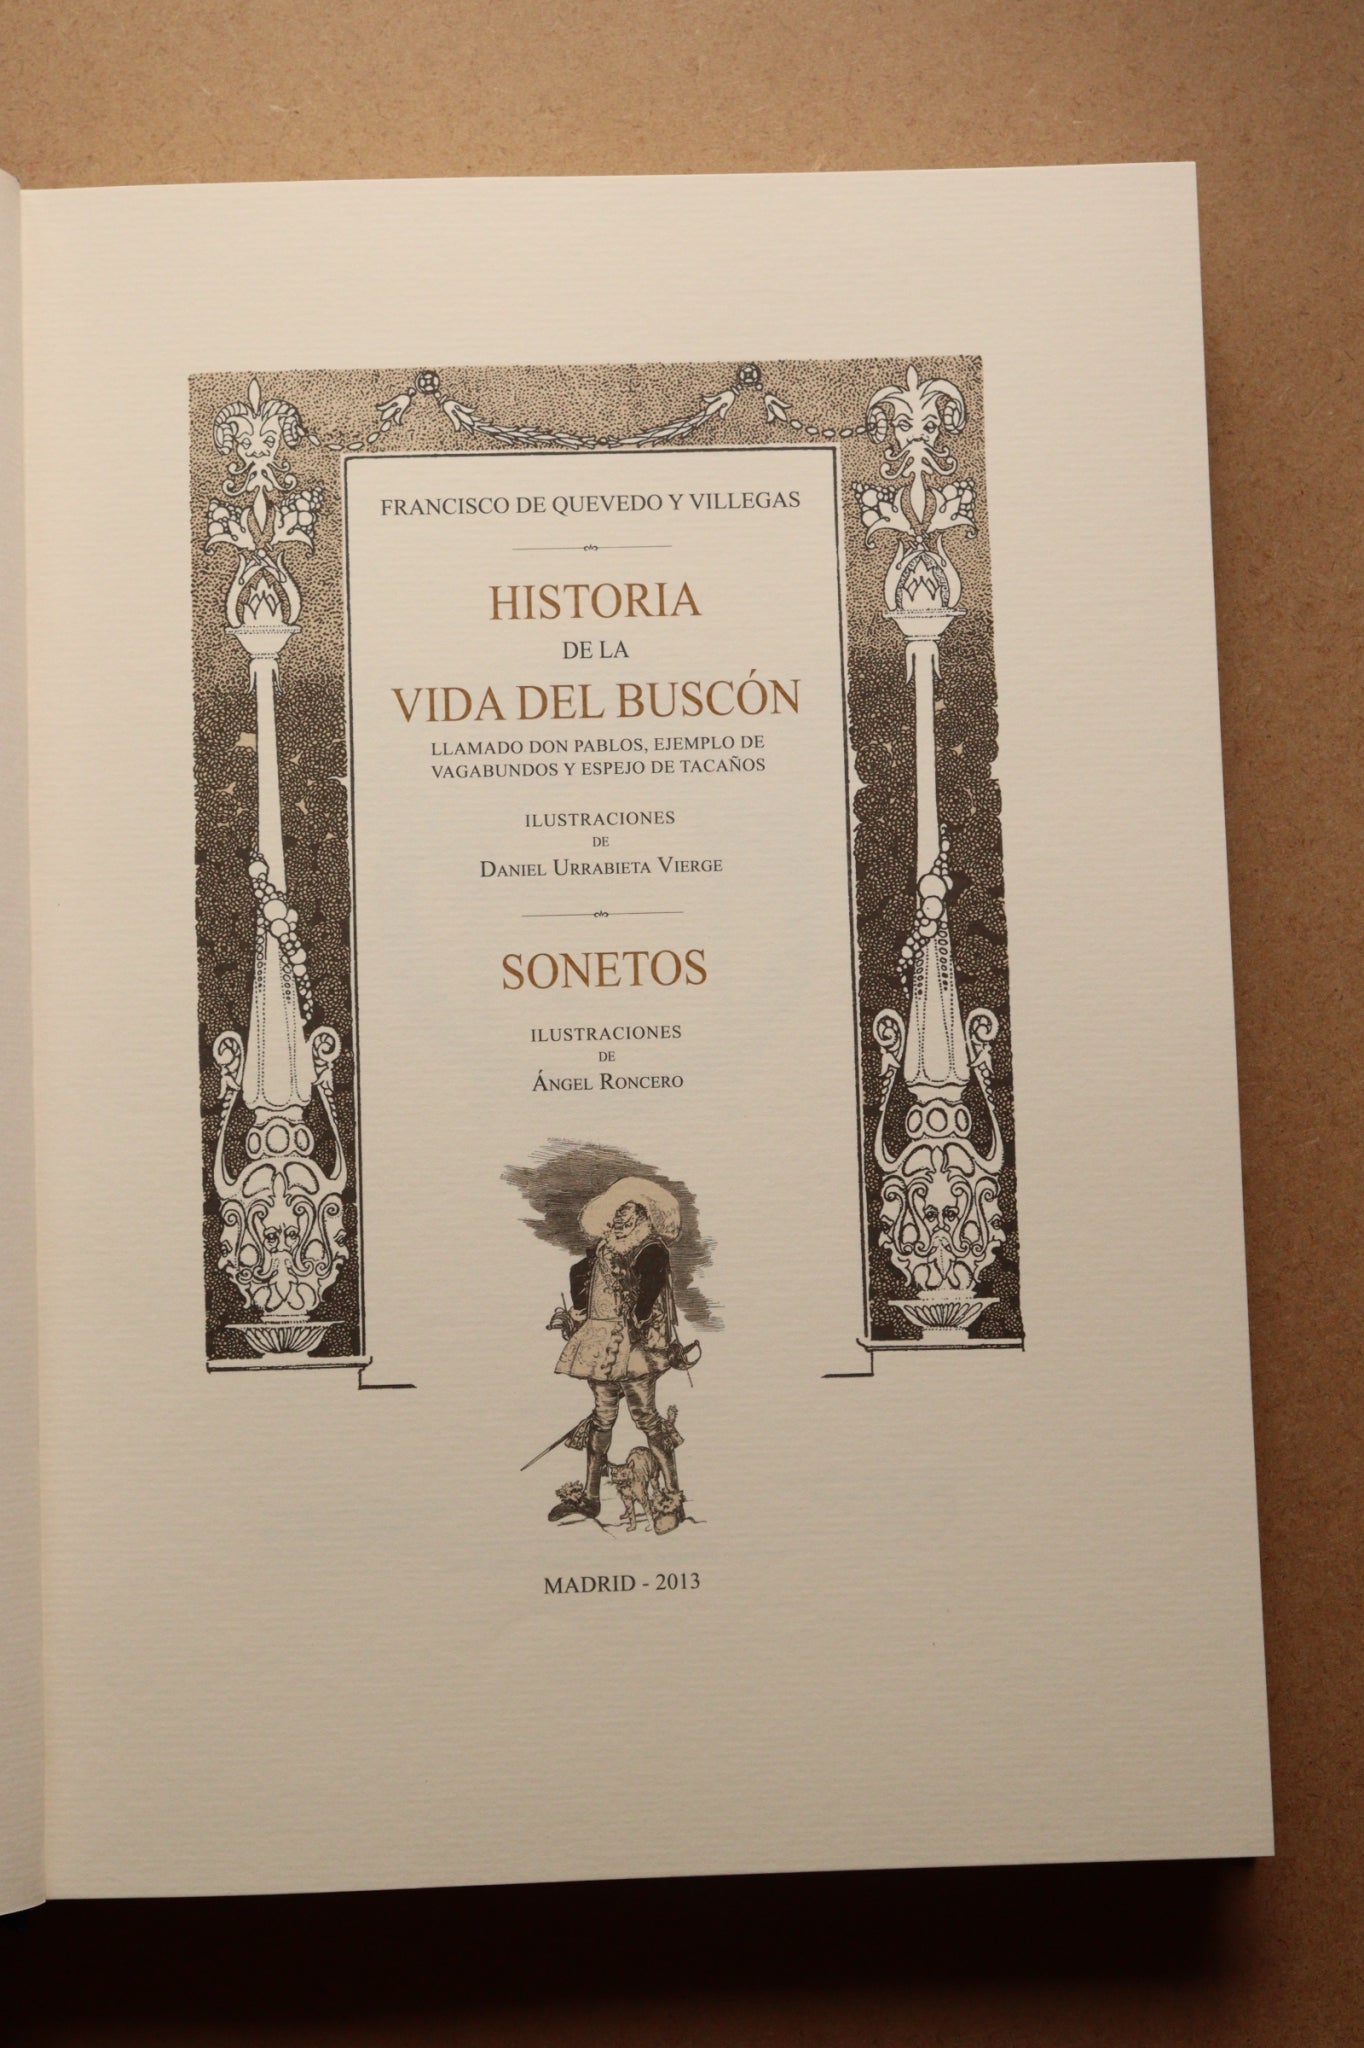 FRANCISCO DE QUEVEDO Y VILLEGAS
HISTORIA
DE LA
VIDA DEL BUSCÓN
LLAMADO DON PABLOS, EJEMPLO DE
VAGABUNDOS Y ESPEJO DE TACAÑOS
ILUSTRACIONES
DE
DANIEL URRABIETA VIERGE
SONETOS
ILUSTRACIONES
DE
ÁNGEL RONCERO
MADRID - 2013